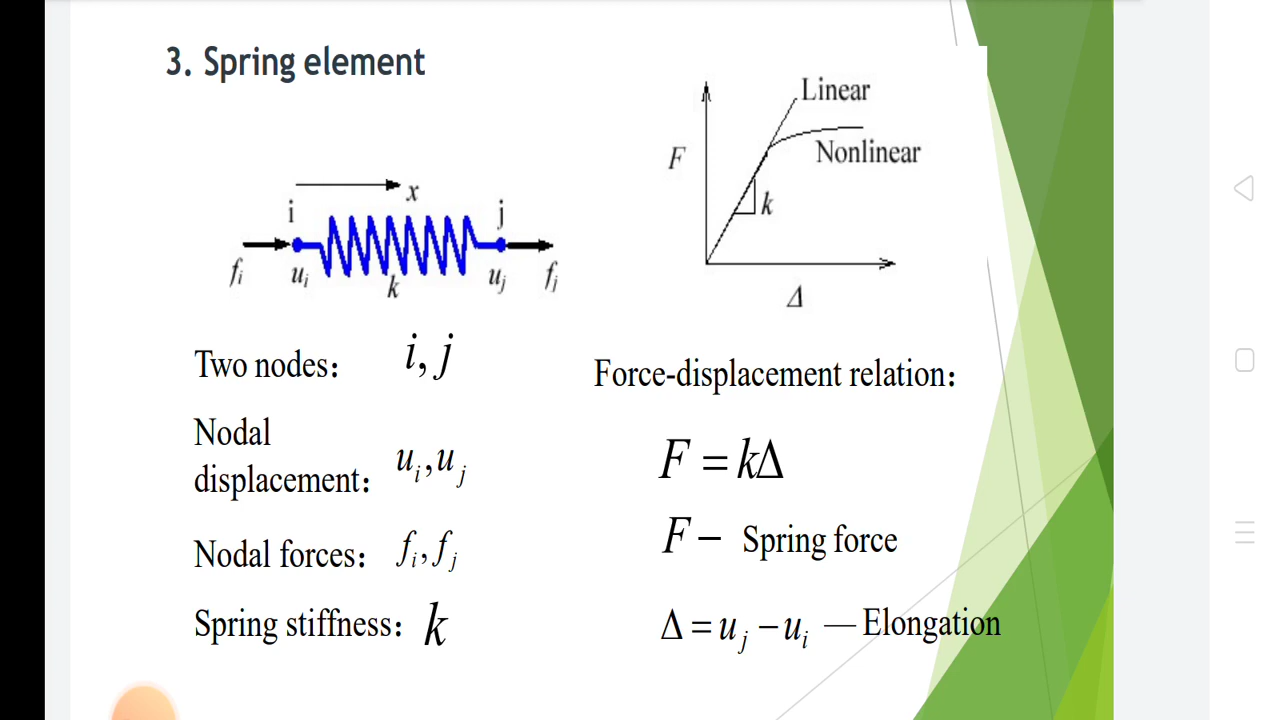 3. Spring element
x
i
j
fᵢ
uᵢ
k
uⱼ
fⱼ
Linear
Nonlinear
F
k
Δ
Two nodes： i, j
Nodal
displacement： uᵢ,uⱼ
Nodal forces： fᵢ,fⱼ
Spring stiffness： k
Force-displacement relation：
F = kΔ
F – Spring force
Δ = uⱼ − uᵢ — Elongation